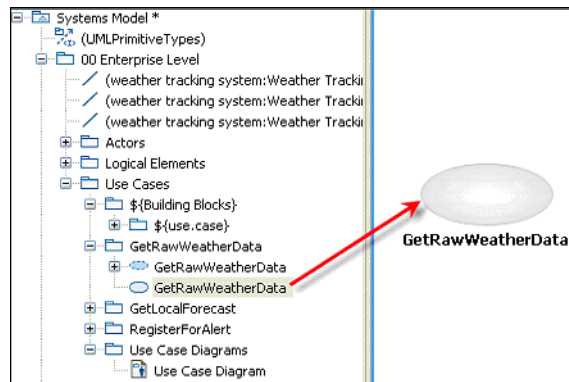 Systems Model *
(UMLPrimitiveTypes)
00 Enterprise Level
(weather tracking system:Weather Trackin
(weather tracking system:Weather Trackin
(weather tracking system:Weather Trackin
Actors
Logical Elements
Use Cases
${Building Blocks}
${use.case}
GetRawWeatherData
GetRawWeatherData
GetRawWeatherData
GetLocalForecast
RegisterForAlert
Use Case Diagrams
Use Case Diagram
GetRawWeatherData